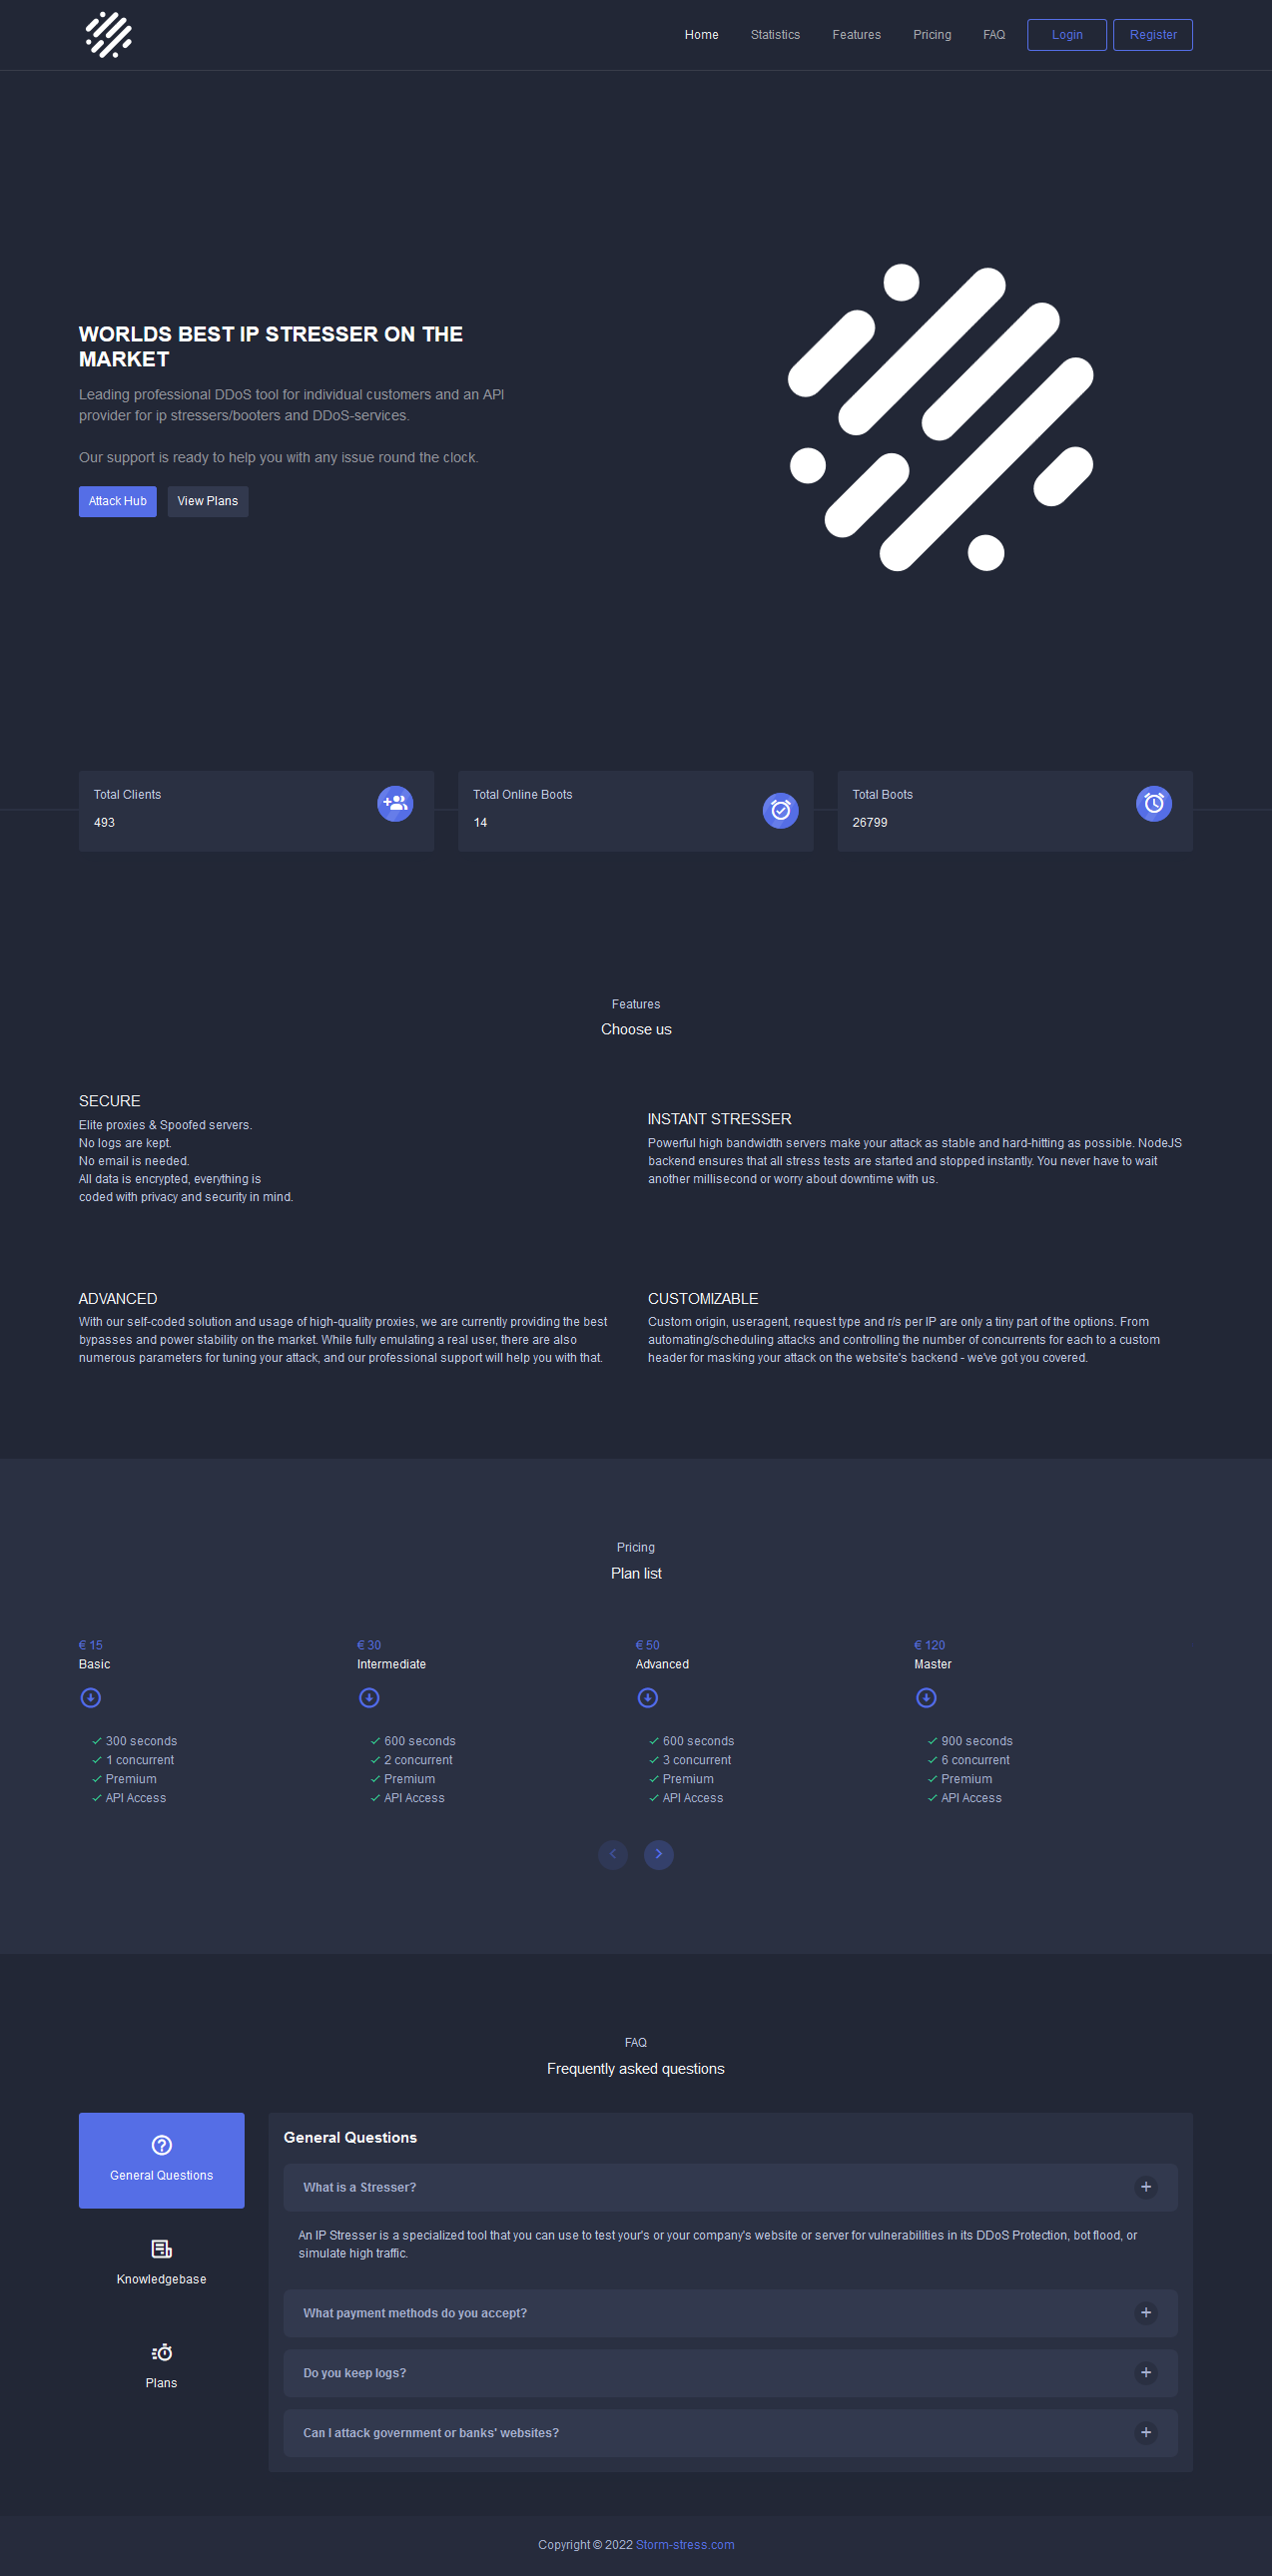 Home Statistics Features Pricing FAQ Login Register
WORLDS BEST IP STRESSER ON THE
MARKET
Leading professional DDoS tool for individual customers and an API
provider for ip stressers/booters and DDoS-services.
Our support is ready to help you with any issue round the clock.
Attack Hub View Plans
Total Clients
493
Total Online Boots
14
Total Boots
26799
Features
Choose us
SECURE
Elite proxies & Spoofed servers.
No logs are kept.
No email is needed.
All data is encrypted, everything is
coded with privacy and security in mind.
INSTANT STRESSER
Powerful high bandwidth servers make your attack as stable and hard-hitting as possible. NodeJS
backend ensures that all stress tests are started and stopped instantly. You never have to wait
another millisecond or worry about downtime with us.
ADVANCED
With our self-coded solution and usage of high-quality proxies, we are currently providing the best
bypasses and power stability on the market. While fully emulating a real user, there are also
numerous parameters for tuning your attack, and our professional support will help you with that.
CUSTOMIZABLE
Custom origin, useragent, request type and r/s per IP are only a tiny part of the options. From
automating/scheduling attacks and controlling the number of concurrents for each to a custom
header for masking your attack on the website's backend - we've got you covered.
Pricing
Plan list
€ 15
Basic
300 seconds
1 concurrent
Premium
API Access
€ 30
Intermediate
600 seconds
2 concurrent
Premium
API Access
€ 50
Advanced
600 seconds
3 concurrent
Premium
API Access
€ 120
Master
900 seconds
6 concurrent
Premium
API Access
FAQ
Frequently asked questions
General Questions
Knowledgebase
Plans
General Questions
What is a Stresser?
An IP Stresser is a specialized tool that you can use to test your's or your company's website or server for vulnerabilities in its DDoS Protection, bot flood, or
simulate high traffic.
What payment methods do you accept?
Do you keep logs?
Can I attack government or banks' websites?
Copyright © 2022 Storm-stress.com